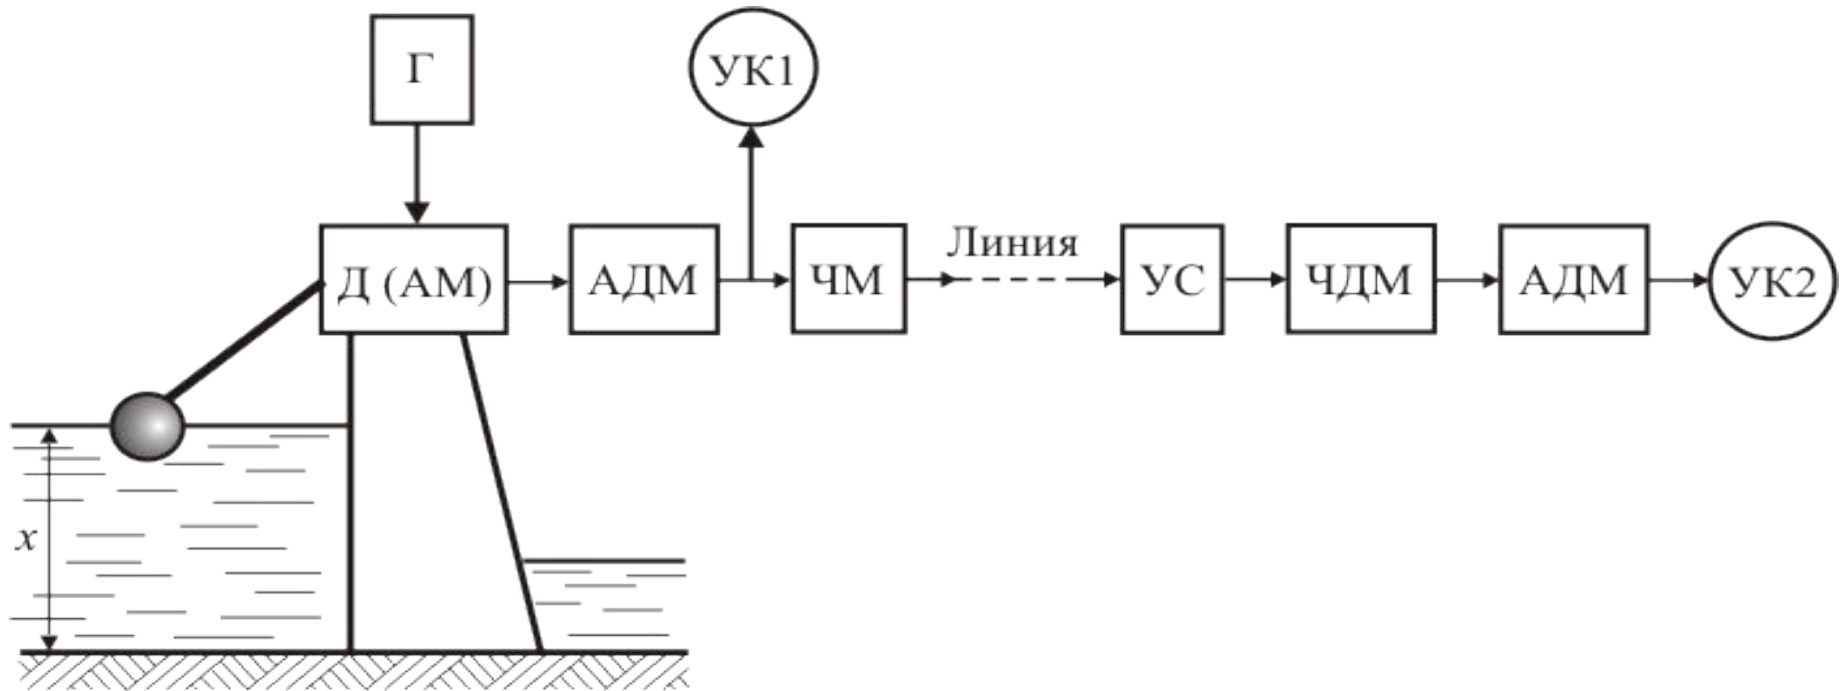 Г
УК1
Д (АМ)
АДМ
ЧМ
Линия
УС
ЧДМ
АДМ
УК2
x